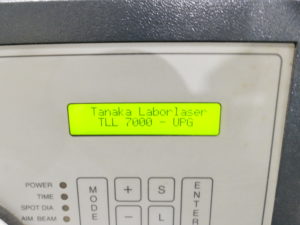 Tanaka Laborlaser
TLL 7000 - UPG
POWER
TIME
SPOT DIA
AIM BEAM
MODE
+
-
S
L
ENTER